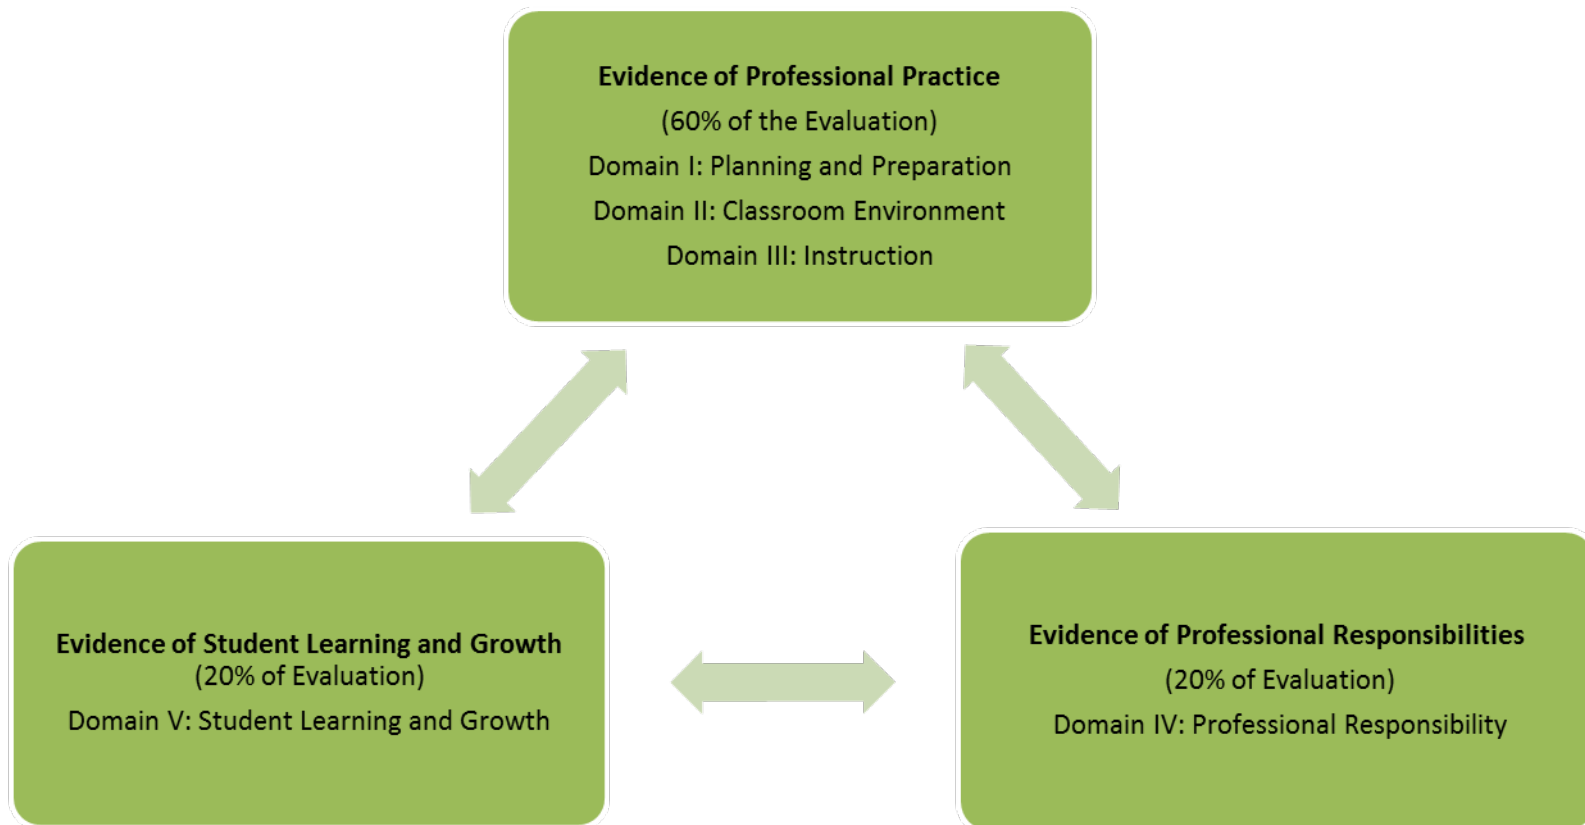 Evidence of Professional Practice
(60% of the Evaluation)
Domain I: Planning and Preparation
Domain II: Classroom Environment
Domain III: Instruction
Evidence of Student Learning and Growth
(20% of Evaluation)
Domain V: Student Learning and Growth
Evidence of Professional Responsibilities
(20% of Evaluation)
Domain IV: Professional Responsibility